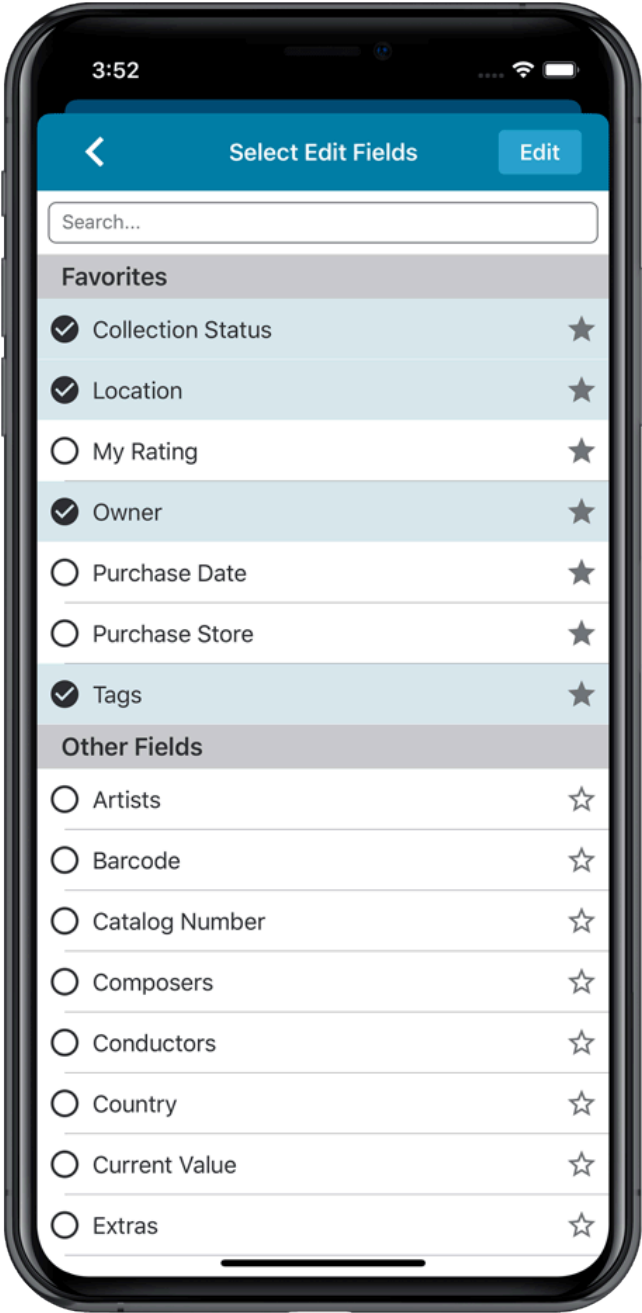 3:52
Select Edit Fields
Edit
Search...
Favorites
Collection Status
Location
My Rating
Owner
Purchase Date
Purchase Store
Tags
Other Fields
Artists
Barcode
Catalog Number
Composers
Conductors
Country
Current Value
Extras